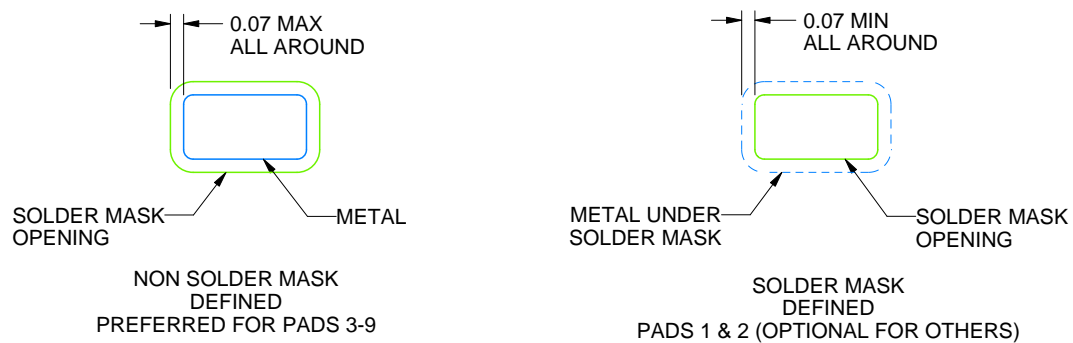 0.07 MAX
ALL AROUND
SOLDER MASK
OPENING
METAL
NON SOLDER MASK
DEFINED
PREFERRED FOR PADS 3-9
0.07 MIN
ALL AROUND
METAL UNDER
SOLDER MASK
SOLDER MASK
OPENING
SOLDER MASK
DEFINED
PADS 1 & 2 (OPTIONAL FOR OTHERS)